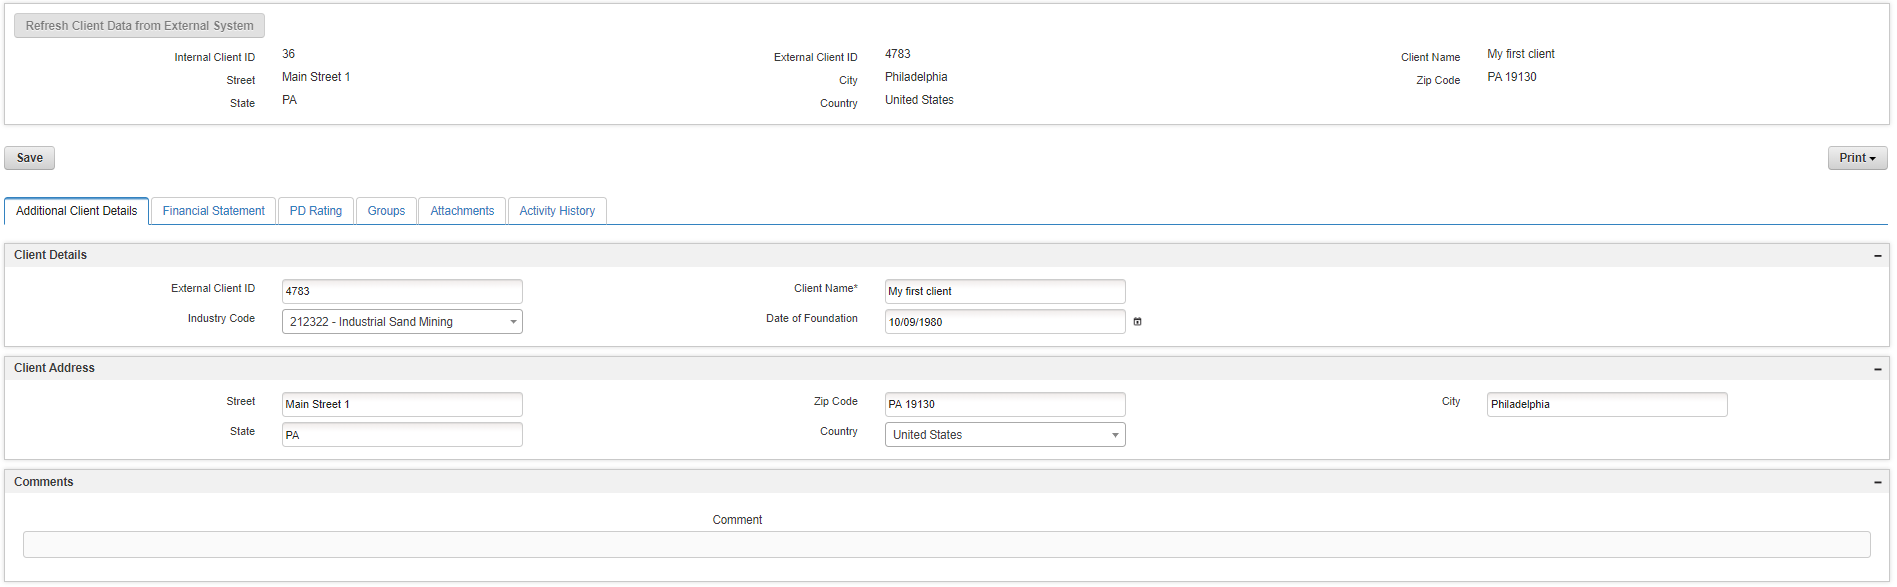 Refresh Client Data from External System
Internal Client ID 36 External Client ID 4783 Client Name My first client
Street Main Street 1 City Philadelphia Zip Code PA 19130
State PA Country United States
Save Print
Additional Client Details Financial Statement PD Rating Groups Attachments Activity History
Client Details
External Client ID 4783 Client Name* My first client
Industry Code 212322 - Industrial Sand Mining Date of Foundation 10/09/1980
Client Address
Street Main Street 1 Zip Code PA 19130 City Philadelphia
State PA Country United States
Comments
Comment